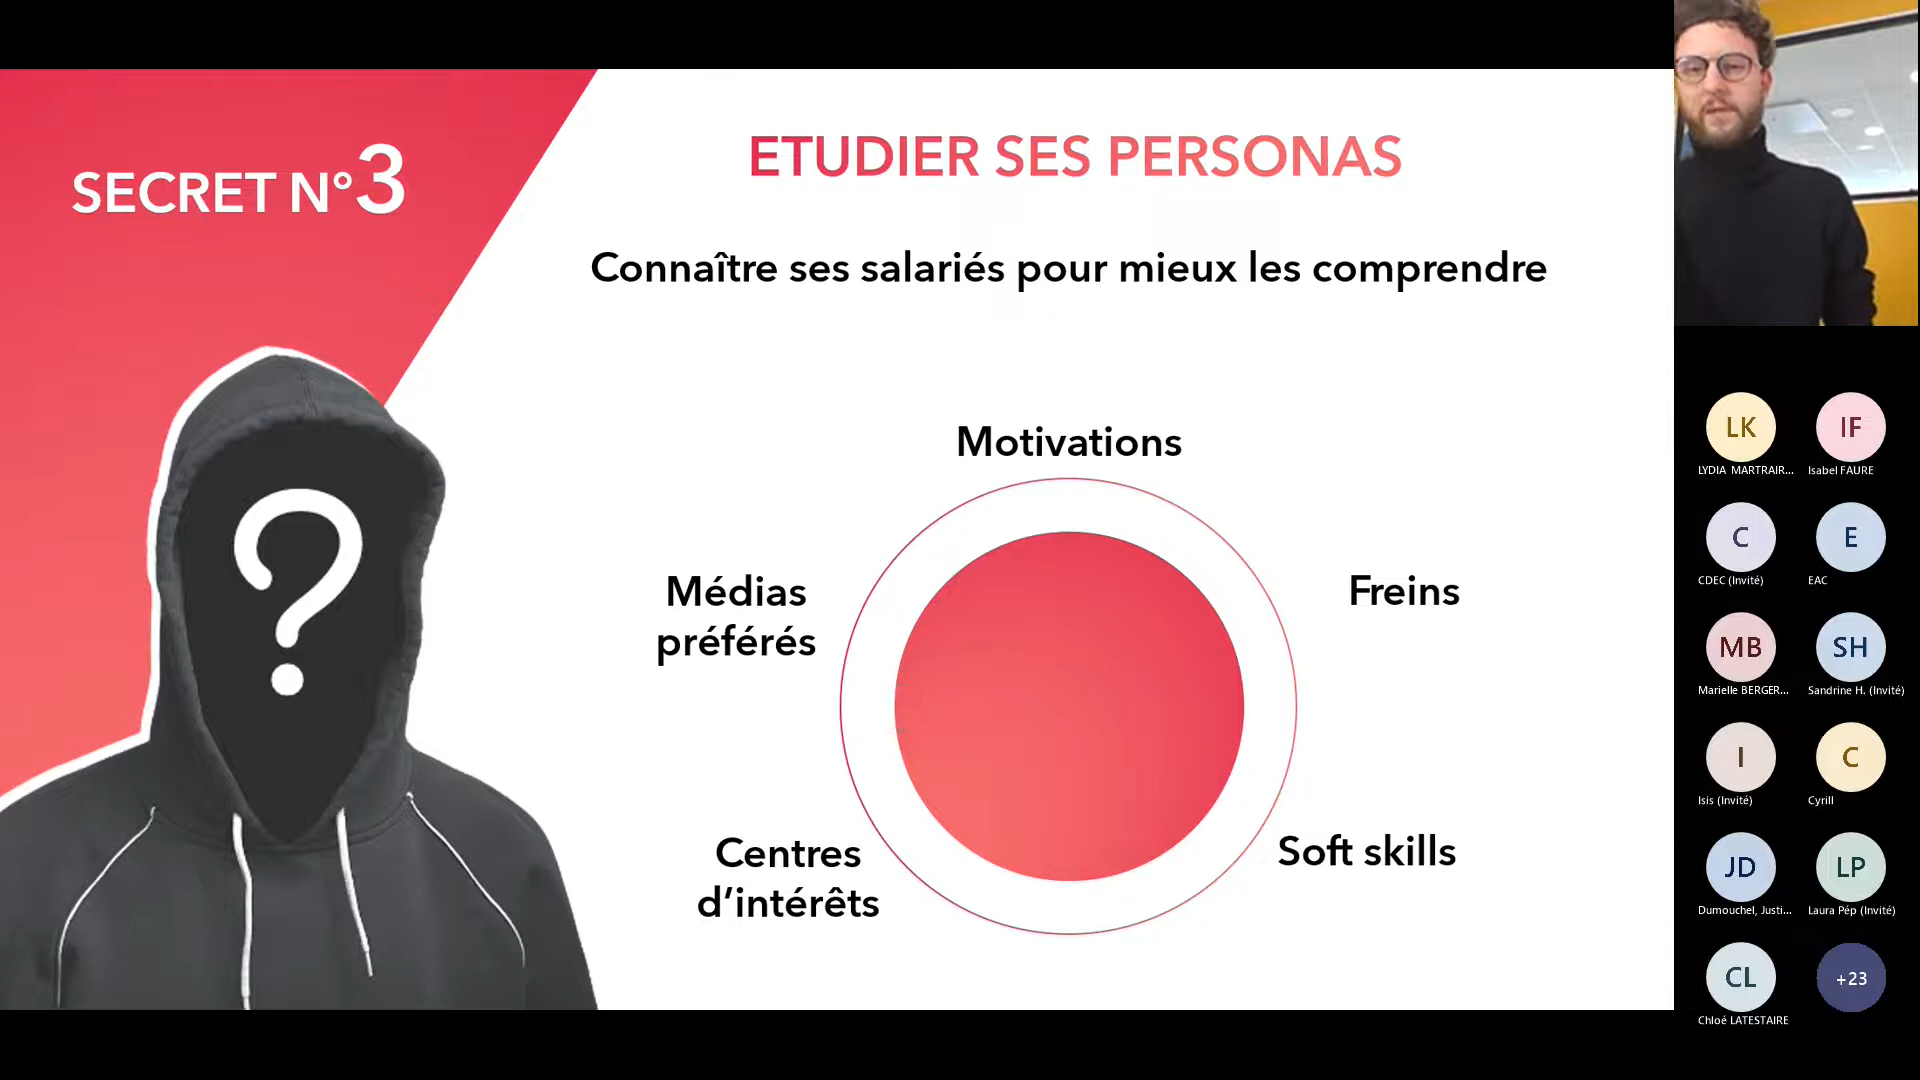 SECRET N°3
ETUDIER SES PERSONAS
Connaître ses salariés pour mieux les comprendre
Motivations
Médias
préférés
Freins
Centres
d’intérêts
Soft skills
?
LK
IF
LYDIA MARTRAIR...
Isabel FAURE
C
E
CDEC (Invité)
EAC
MB
SH
Marielle BERGER...
Sandrine H. (Invité)
I
C
Isis (Invité)
Cyrill
JD
LP
Dumouchel, Justi...
Laura Pép (Invité)
CL
+23
Chloé LATESTAIRE